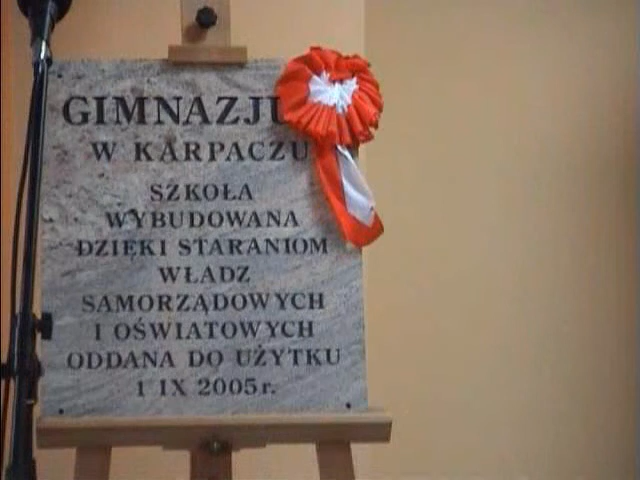 GIMNAZJU
W KARPACZU
SZKOŁA
WYBUDOWANA
DZIĘKI STARANIOM
WŁADZ
SAMORZĄDOWYCH
I OŚWIATOWYCH
ODDANA DO UŻYTKU
1 IX 2005r.